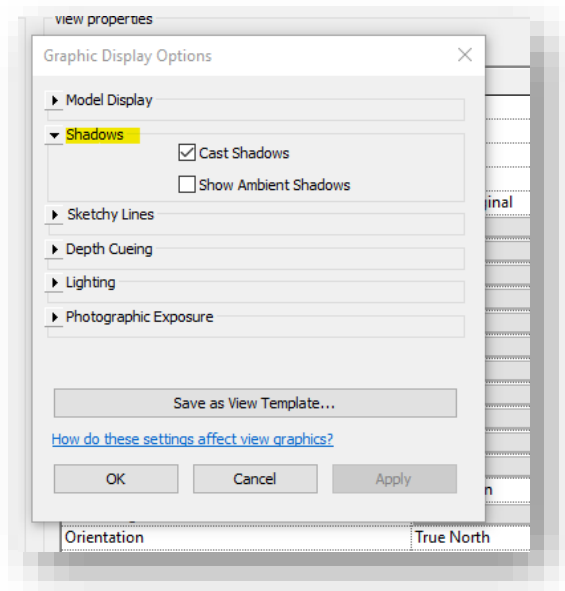 View properties
Graphic Display Options
Model Display
Shadows
Cast Shadows
Show Ambient Shadows
Sketchy Lines
Depth Cueing
Lighting
Photographic Exposure
Save as View Template...
How do these settings affect view graphics?
OK Cancel Apply
Orientation True North